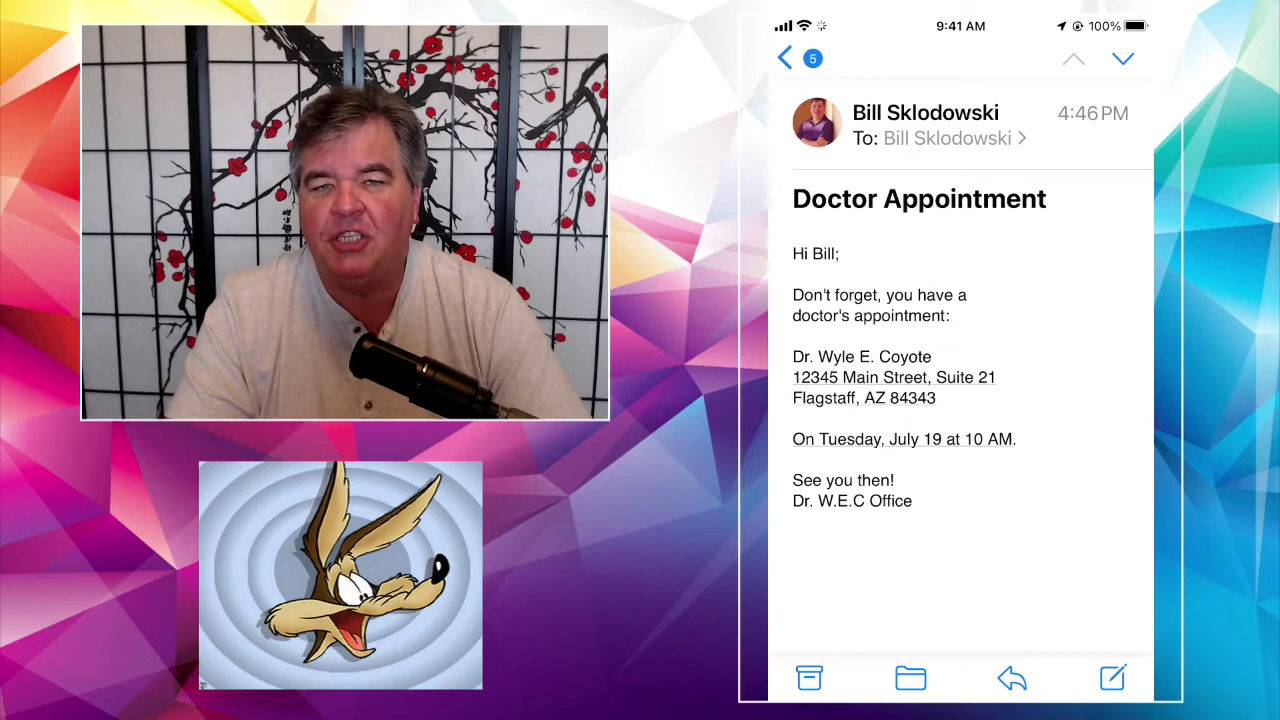 9:41 AM
100%
5
Bill Sklodowski
4:46 PM
To: Bill Sklodowski
Doctor Appointment
Hi Bill;
Don't forget, you have a
doctor's appointment:
Dr. Wyle E. Coyote
12345 Main Street, Suite 21
Flagstaff, AZ 84343
On Tuesday, July 19 at 10 AM.
See you then!
Dr. W.E.C Office